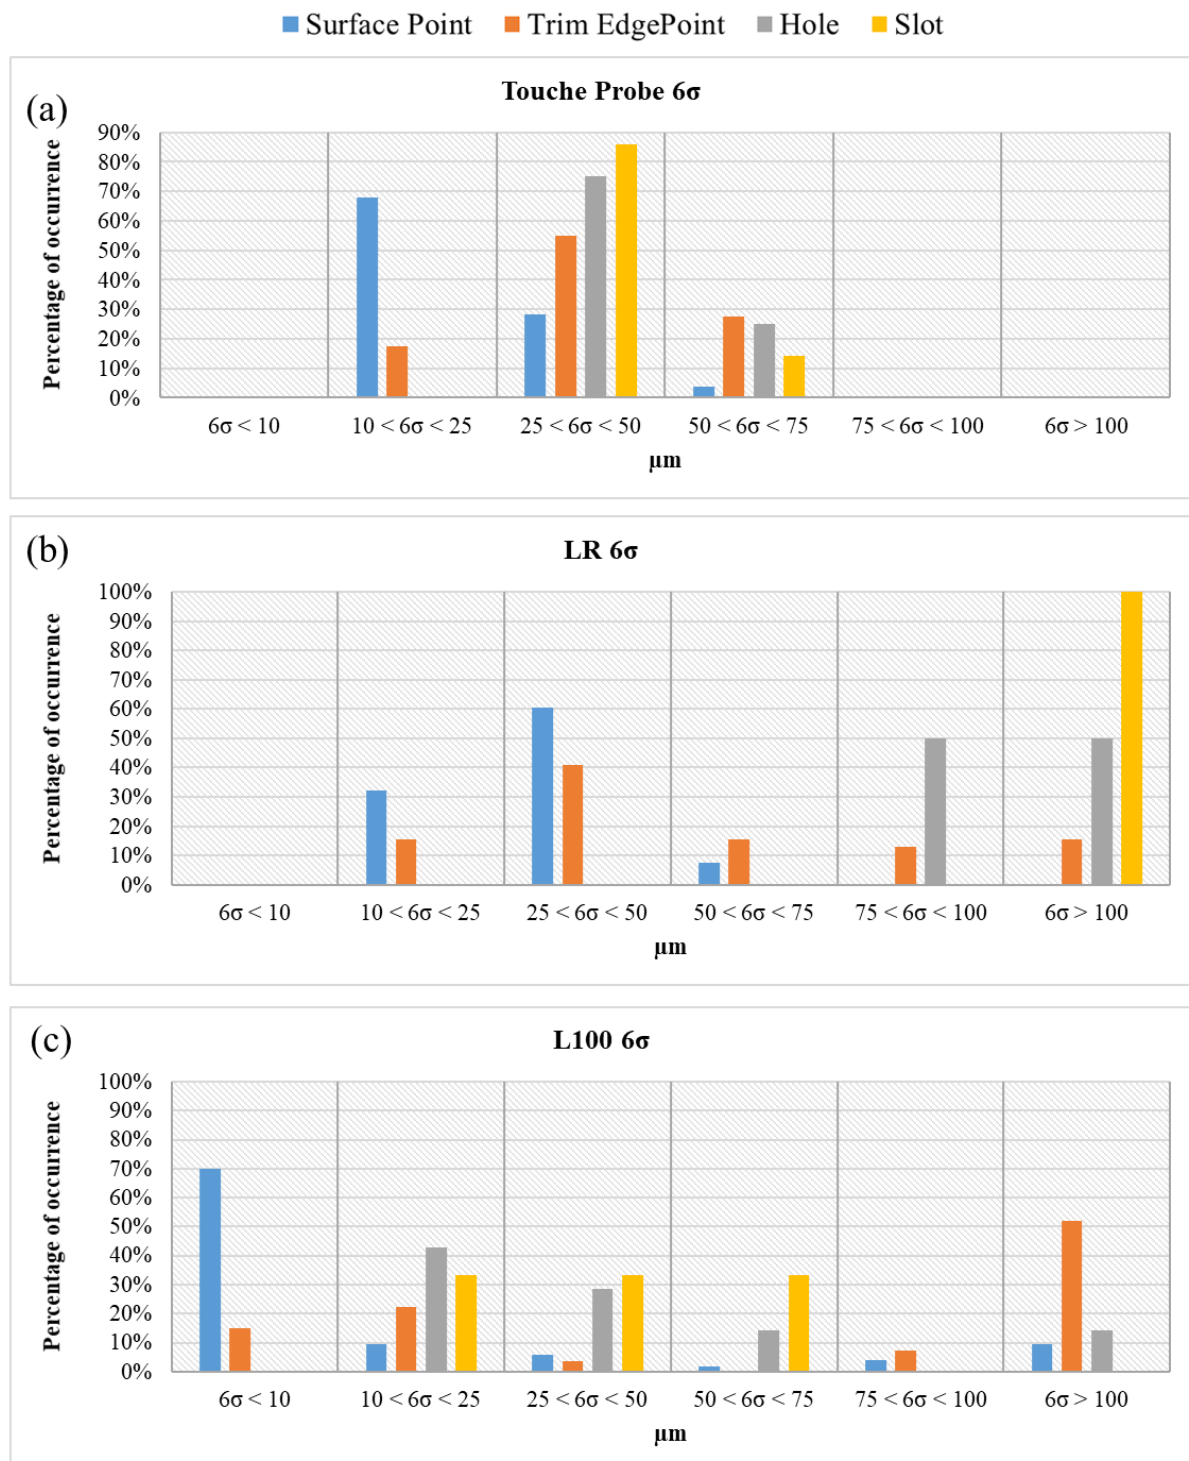 Surface Point Trim EdgePoint Hole Slot
(a)
Touche Probe 6σ
Percentage of occurrence
90%
80%
70%
60%
50%
40%
30%
20%
10%
0%
6σ < 10 10 < 6σ < 25 25 < 6σ < 50 50 < 6σ < 75 75 < 6σ < 100 6σ > 100
μm
(b)
LR 6σ
Percentage of occurrence
100%
90%
80%
70%
60%
50%
40%
30%
20%
10%
0%
6σ < 10 10 < 6σ < 25 25 < 6σ < 50 50 < 6σ < 75 75 < 6σ < 100 6σ > 100
μm
(c)
L100 6σ
Percentage of occurrence
100%
90%
80%
70%
60%
50%
40%
30%
20%
10%
0%
6σ < 10 10 < 6σ < 25 25 < 6σ < 50 50 < 6σ < 75 75 < 6σ < 100 6σ > 100
μm